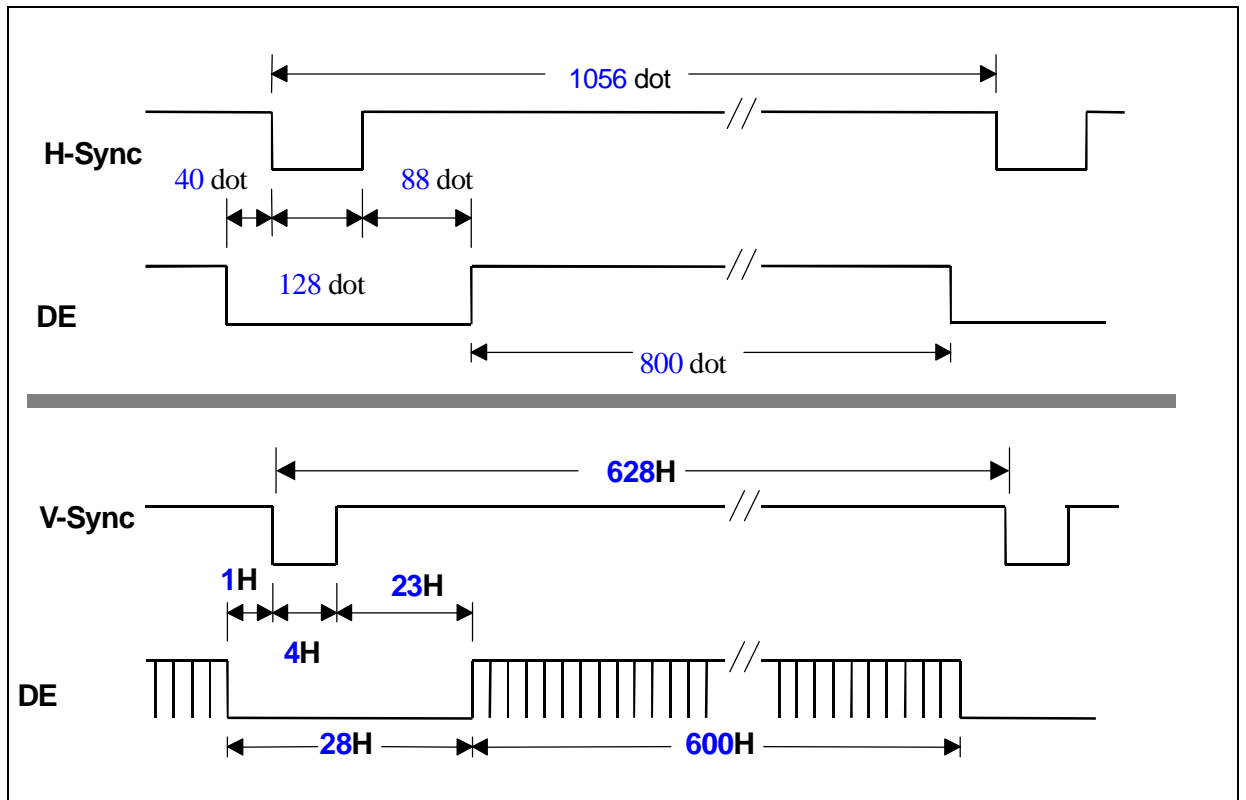 1056 dot
H-Sync
40 dot
88 dot
128 dot
DE
800 dot
628H
V-Sync
1H
23H
4H
DE
28H
600H